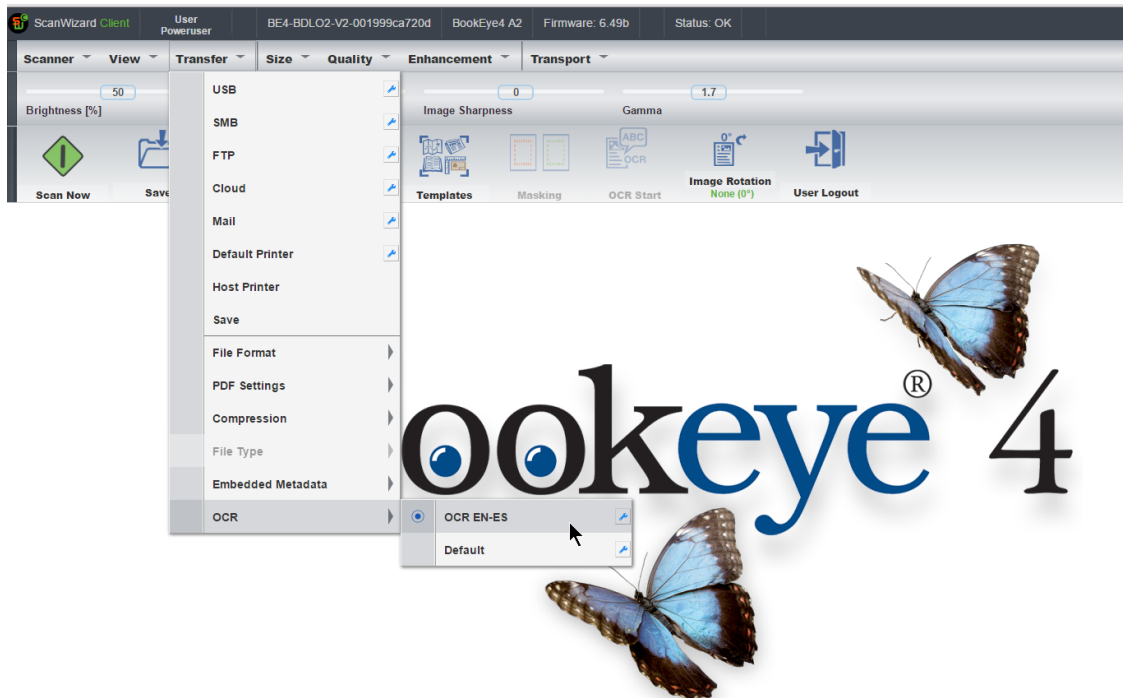 ScanWizard Client
User
Poweruser
BE4-BDLO2-V2-001999ca720d
BookEye4 A2
Firmware: 6.49b
Status: OK
Scanner
View
Transfer
Size
Quality
Enhancement
Transport
50
0
1.7
Brightness [%]
Image Sharpness
Gamma
Scan Now
Save
Templates
Masking
ABC
OCR
OCR Start
0°
Image Rotation
None (0°)
User Logout
USB
SMB
FTP
Cloud
Mail
Default Printer
Host Printer
Save
File Format
PDF Settings
Compression
File Type
Embedded Metadata
OCR
OCR EN-ES
Default
ookeye® 4